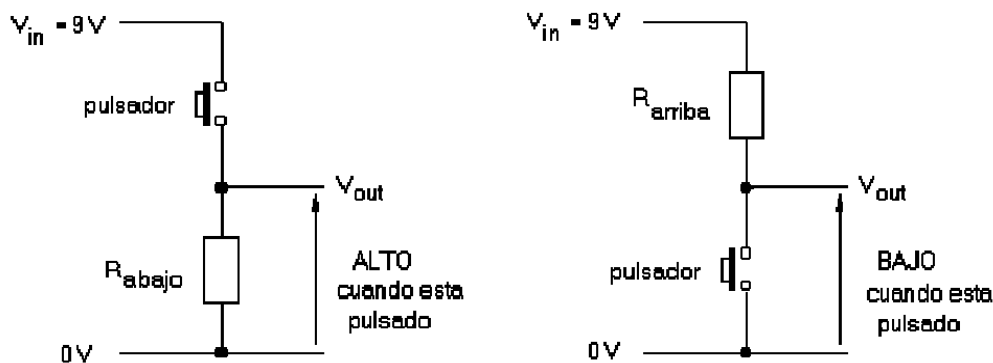 Vin = 9V
pulsador
Vout
Rabajo
ALTO
cuando esta
pulsado
0V
Vin = 9V
Rarriba
Vout
pulsador
BAJO
cuando esta
pulsado
0V